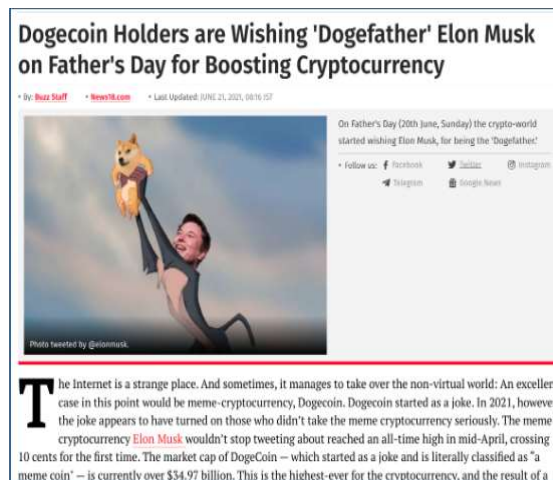 Dogecoin Holders are Wishing 'Dogefather' Elon Musk
on Father's Day for Boosting Cryptocurrency
• By: Buzz Staff • News18.com • Last Updated: JUNE 21, 2021, 08:16 IST
On Father's Day (20th June, Sunday) the crypto-world
started wishing Elon Musk, for being the 'Dogefather.'
• Follow us: Facebook Twitter Instagram
Telegram Google News
Photo tweeted by @elonmusk.
The Internet is a strange place. And sometimes, it manages to take over the non-virtual world: An excellen
case in this point would be meme-cryptocurrency, Dogecoin. Dogecoin started as a joke. In 2021, howeve
the joke appears to have turned on those who didn't take the meme cryptocurrency seriously. The meme
cryptocurrency Elon Musk wouldn't stop tweeting about reached an all-time high in mid-April, crossing
10 cents for the first time. The market cap of DogeCoin — which started as a joke and is literally classified as "a
meme coin" — is currently over $34.97 billion. This is the highest-ever for the cryptocurrency, and the result of a